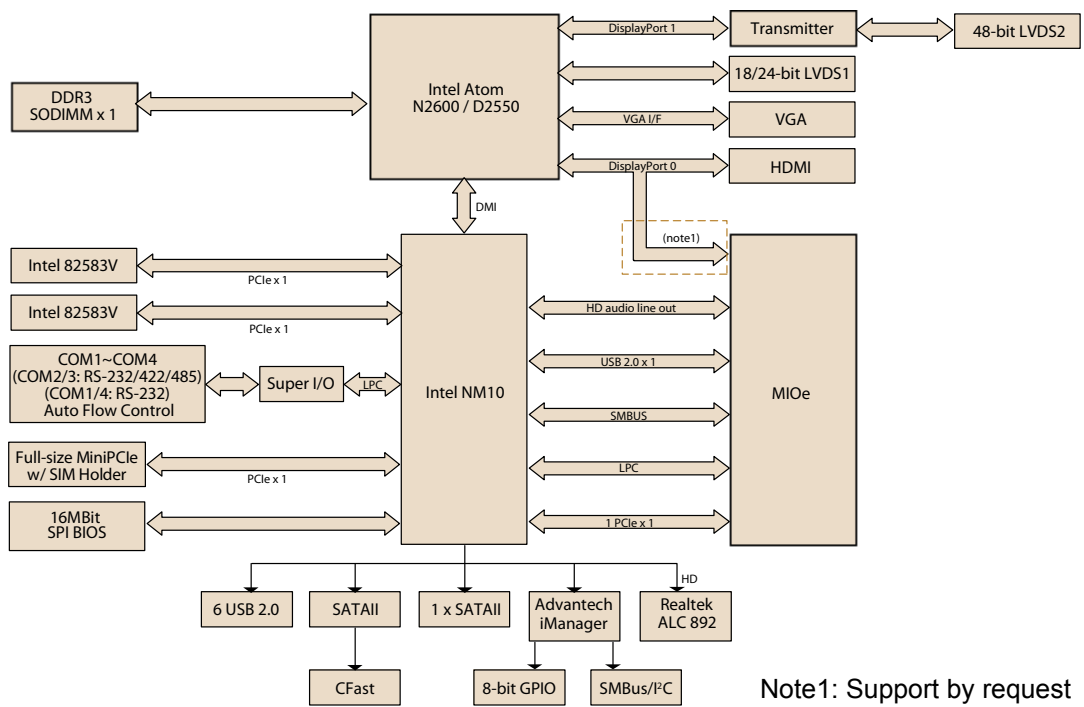 DisplayPort 1
Transmitter
48-bit LVDS2
DDR3
SODIMM x 1
Intel Atom
N2600 / D2550
18/24-bit LVDS1
VGA I/F
VGA
DisplayPort 0
HDMI
DMI
(note1)
Intel 82583V
PCIe x 1
Intel 82583V
PCIe x 1
COM1~COM4
(COM2/3: RS-232/422/485)
(COM1/4: RS-232)
Auto Flow Control
Super I/O
LPC
Intel NM10
HD audio line out
USB 2.0 x 1
SMBUS
LPC
1 PCIe x 1
MIOe
Full-size MiniPCIe
w/ SIM Holder
PCIe x 1
16MBit
SPI BIOS
HD
6 USB 2.0
SATAII
1 x SATAII
Advantech
iManager
Realtek
ALC 892
CFast
8-bit GPIO
SMBus/I²C
Note1: Support by request